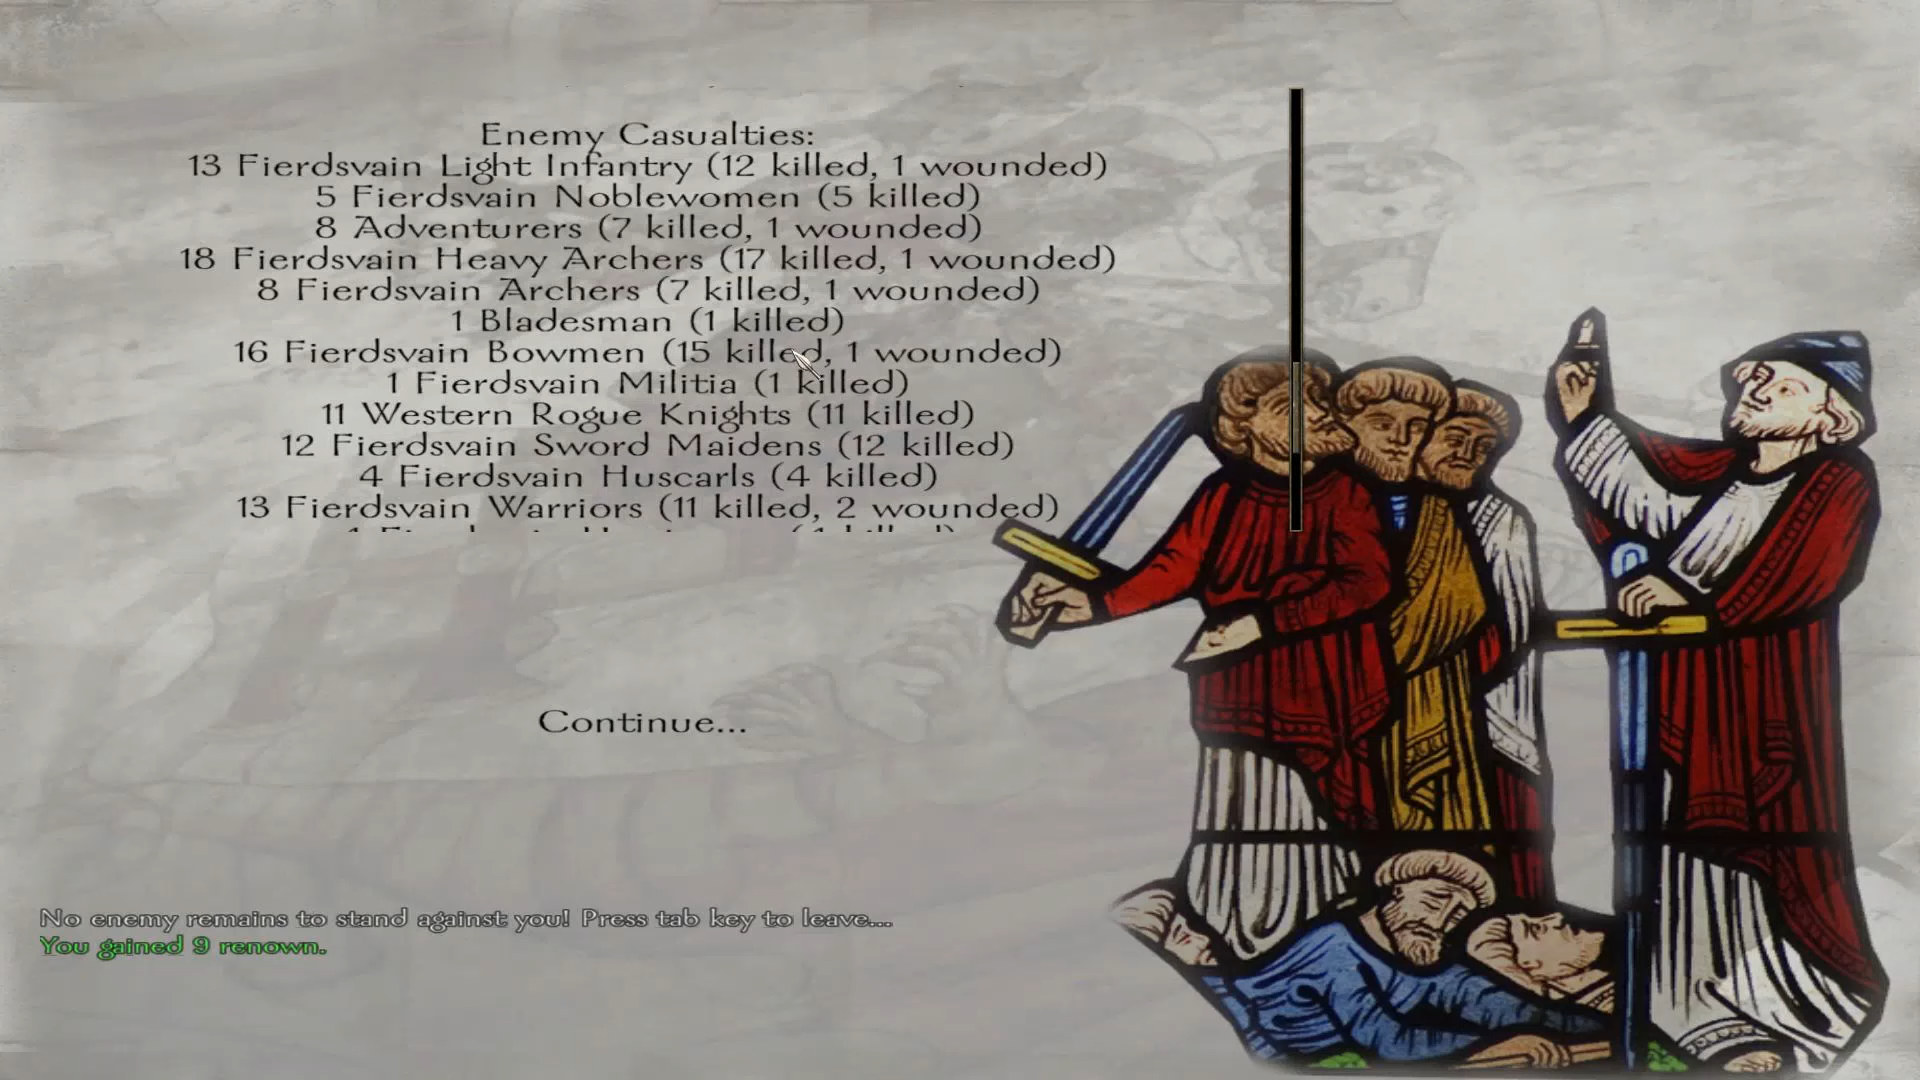 Enemy Casualties:
13 Fierdsvain Light Infantry (12 killed, 1 wounded)
5 Fierdsvain Noblewomen (5 killed)
8 Adventurers (7 killed, 1 wounded)
18 Fierdsvain Heavy Archers (17 killed, 1 wounded)
8 Fierdsvain Archers (7 killed, 1 wounded)
1 Bladesman (1 killed)
16 Fierdsvain Bowmen (15 killed, 1 wounded)
1 Fierdsvain Militia (1 killed)
11 Western Rogue Knights (11 killed)
12 Fierdsvain Sword Maidens (12 killed)
4 Fierdsvain Huscarls (4 killed)
13 Fierdsvain Warriors (11 killed, 2 wounded)
Continue...
No enemy remains to stand against you! Press tab key to leave...
You gained 9 renown.